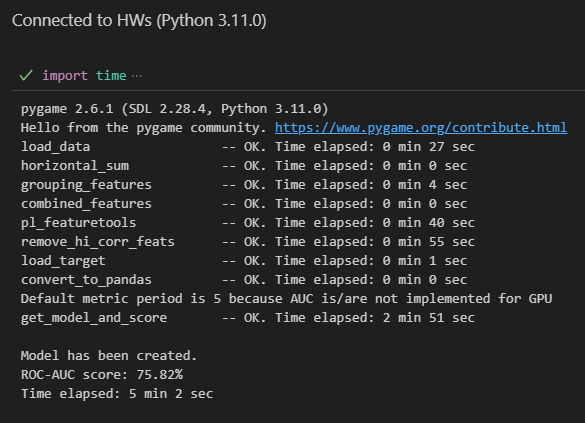 Connected to HWs (Python 3.11.0)
import time ...
pygame 2.6.1 (SDL 2.28.4, Python 3.11.0)
Hello from the pygame community. https://www.pygame.org/contribute.html
load_data                -- OK. Time elapsed: 0 min 27 sec
horizontal_sum           -- OK. Time elapsed: 0 min 0 sec
grouping_features        -- OK. Time elapsed: 0 min 4 sec
combined_features        -- OK. Time elapsed: 0 min 0 sec
pl_featuretools          -- OK. Time elapsed: 0 min 40 sec
remove_hi_corr_feats     -- OK. Time elapsed: 0 min 55 sec
load_target              -- OK. Time elapsed: 0 min 1 sec
convert_to_pandas        -- OK. Time elapsed: 0 min 0 sec
Default metric period is 5 because AUC is/are not implemented for GPU
get_model_and_score      -- OK. Time elapsed: 2 min 51 sec
Model has been created.
ROC-AUC score: 75.82%
Time elapsed: 5 min 2 sec